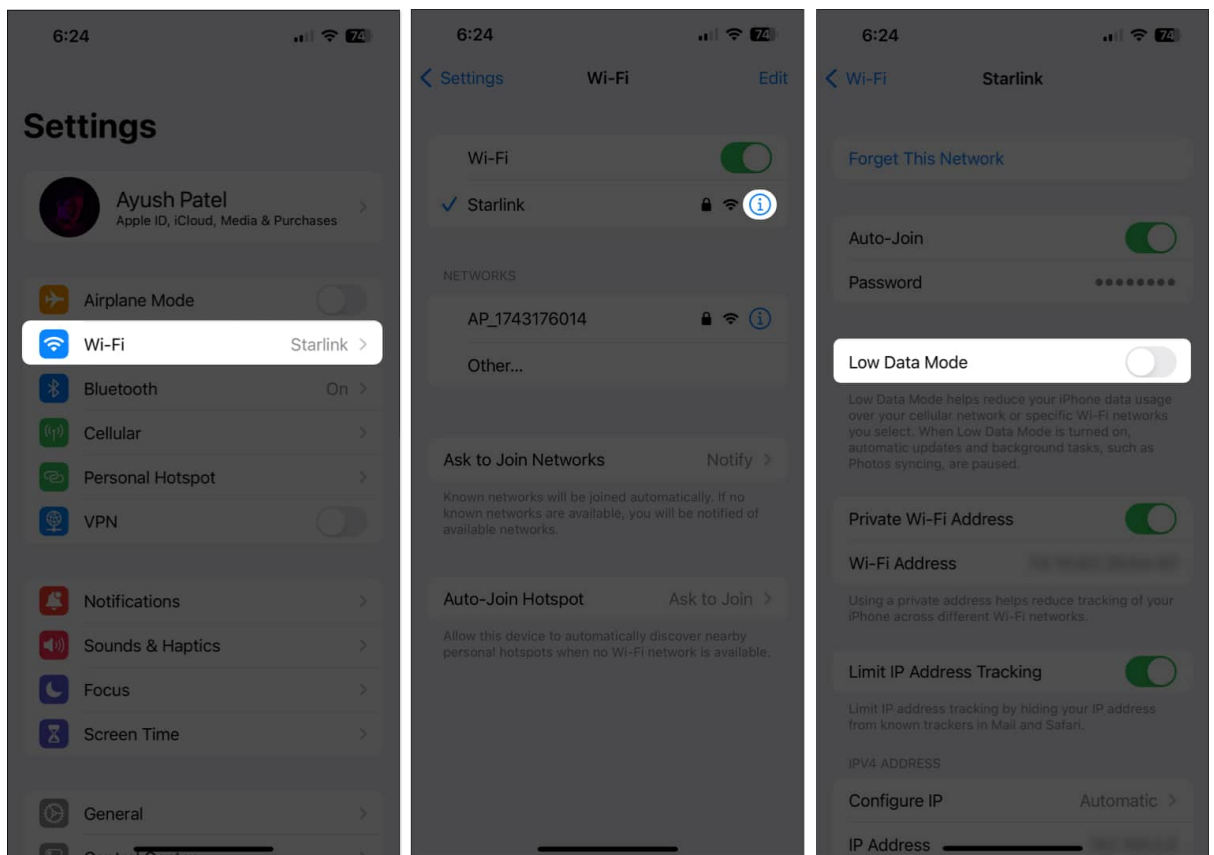 6:24
74
Settings
Ayush Patel
Apple ID, iCloud, Media & Purchases
Airplane Mode
Wi-Fi Starlink
Bluetooth On
Cellular
Personal Hotspot
VPN
Notifications
Sounds & Haptics
Focus
Screen Time
General
6:24
74
Settings Wi-Fi Edit
Wi-Fi
Starlink
NETWORKS
AP_1743176014
Other...
Ask to Join Networks Notify
Known networks will be joined automatically. If no
known networks are available, you will be notified of
available networks.
Auto-Join Hotspot Ask to Join
Allow this device to automatically discover nearby
personal hotspots when no Wi-Fi network is available.
6:24
74
Wi-Fi Starlink
Forget This Network
Auto-Join
Password
Low Data Mode
Low Data Mode helps reduce your iPhone data usage
over your cellular network or specific Wi-Fi networks
you select. When Low Data Mode is turned on,
automatic updates and background tasks, such as
Photos syncing, are paused.
Private Wi-Fi Address
Wi-Fi Address
Using a private address helps reduce tracking of your
iPhone across different Wi-Fi networks.
Limit IP Address Tracking
Limit IP address tracking by hiding your IP address
from known trackers in Mail and Safari.
IPV4 ADDRESS
Configure IP Automatic
IP Address